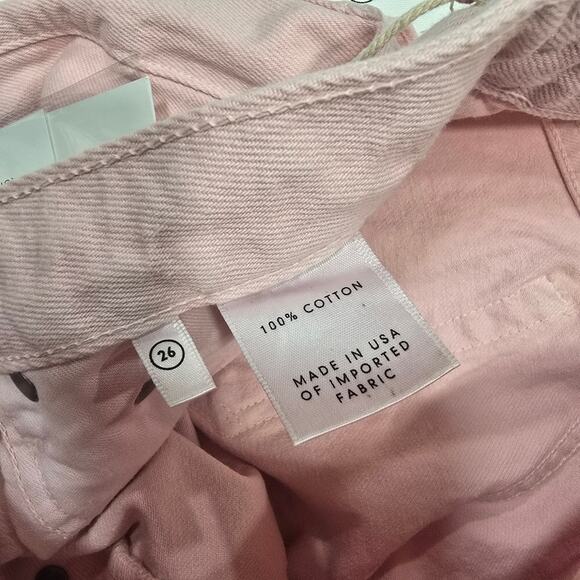 26
100% COTTON
MADE IN USA
OF IMPORTED
FABRIC